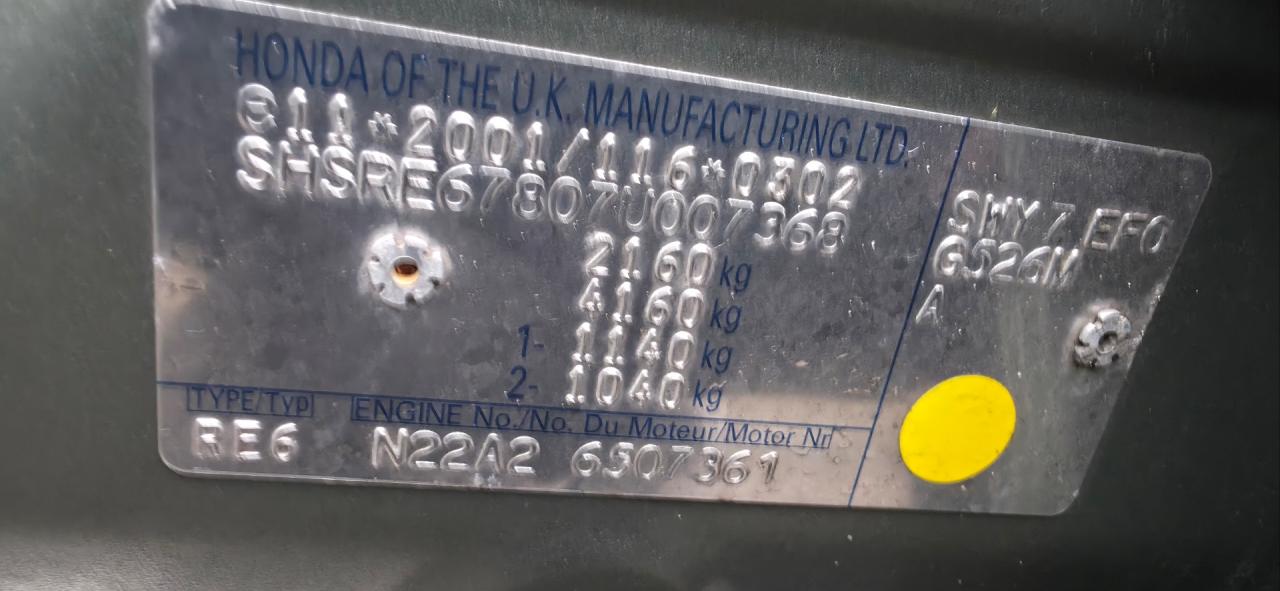 HONDA OF THE U.K. MANUFACTURING LTD.
e11*2001/116*0302
SHSRE67807U007368
2160 kg
4160 kg
1- 1140 kg
2- 1040 kg
TYPE/Typ ENGINE No./No. Du Moteur/Motor Nr
RE6 N22A2 6507361
SWY 7 EF0
G526M
A